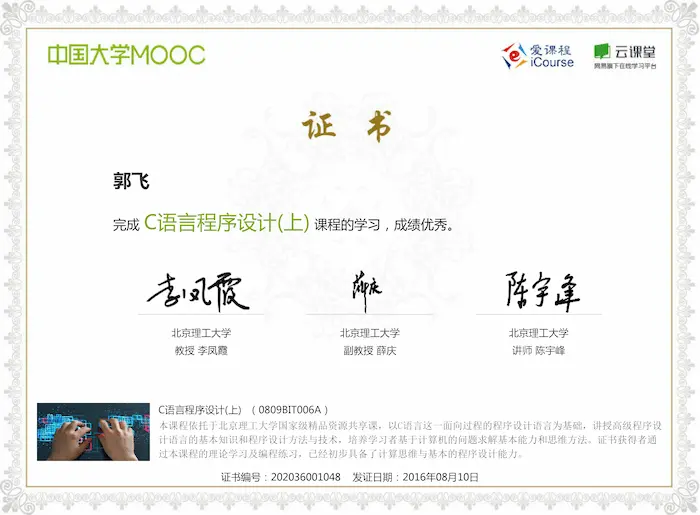 中国大学MOOC
爱课程
iCourse
云课堂
网易旗下在线学习平台
证 书
郭飞
完成 C语言程序设计(上) 课程的学习，成绩优秀。
李凤霞 薛庆 陈宇峰
北京理工大学 北京理工大学 北京理工大学
教授 李凤霞 副教授 薛庆 讲师 陈宇峰
C语言程序设计(上) （0809BIT006A）
本课程依托于北京理工大学国家级精品资源共享课，以C语言这一面向过程的程序设计语言为基础，讲授高级程序设
计语言的基本知识和程序设计方法与技术，培养学习者基于计算机的问题求解基本能力和思维方法。证书获得者通
过本课程的理论学习及编程练习，已经初步具备了计算思维与基本的程序设计能力。
证书编号：202036001048 发证日期：2016年08月10日